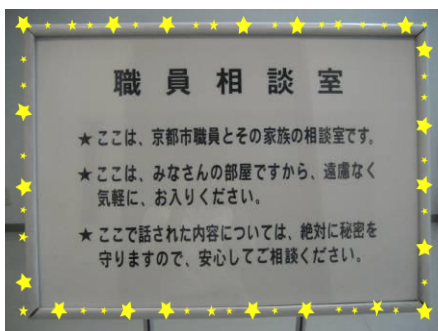 職員相談室
★ここは、京都市職員とその家族の相談室です。
★ここは、みなさんの部屋ですから、遠慮なく
気軽に、お入りください。
★ここで話された内容については、絶対に秘密を
守りますので、安心してご相談ください。